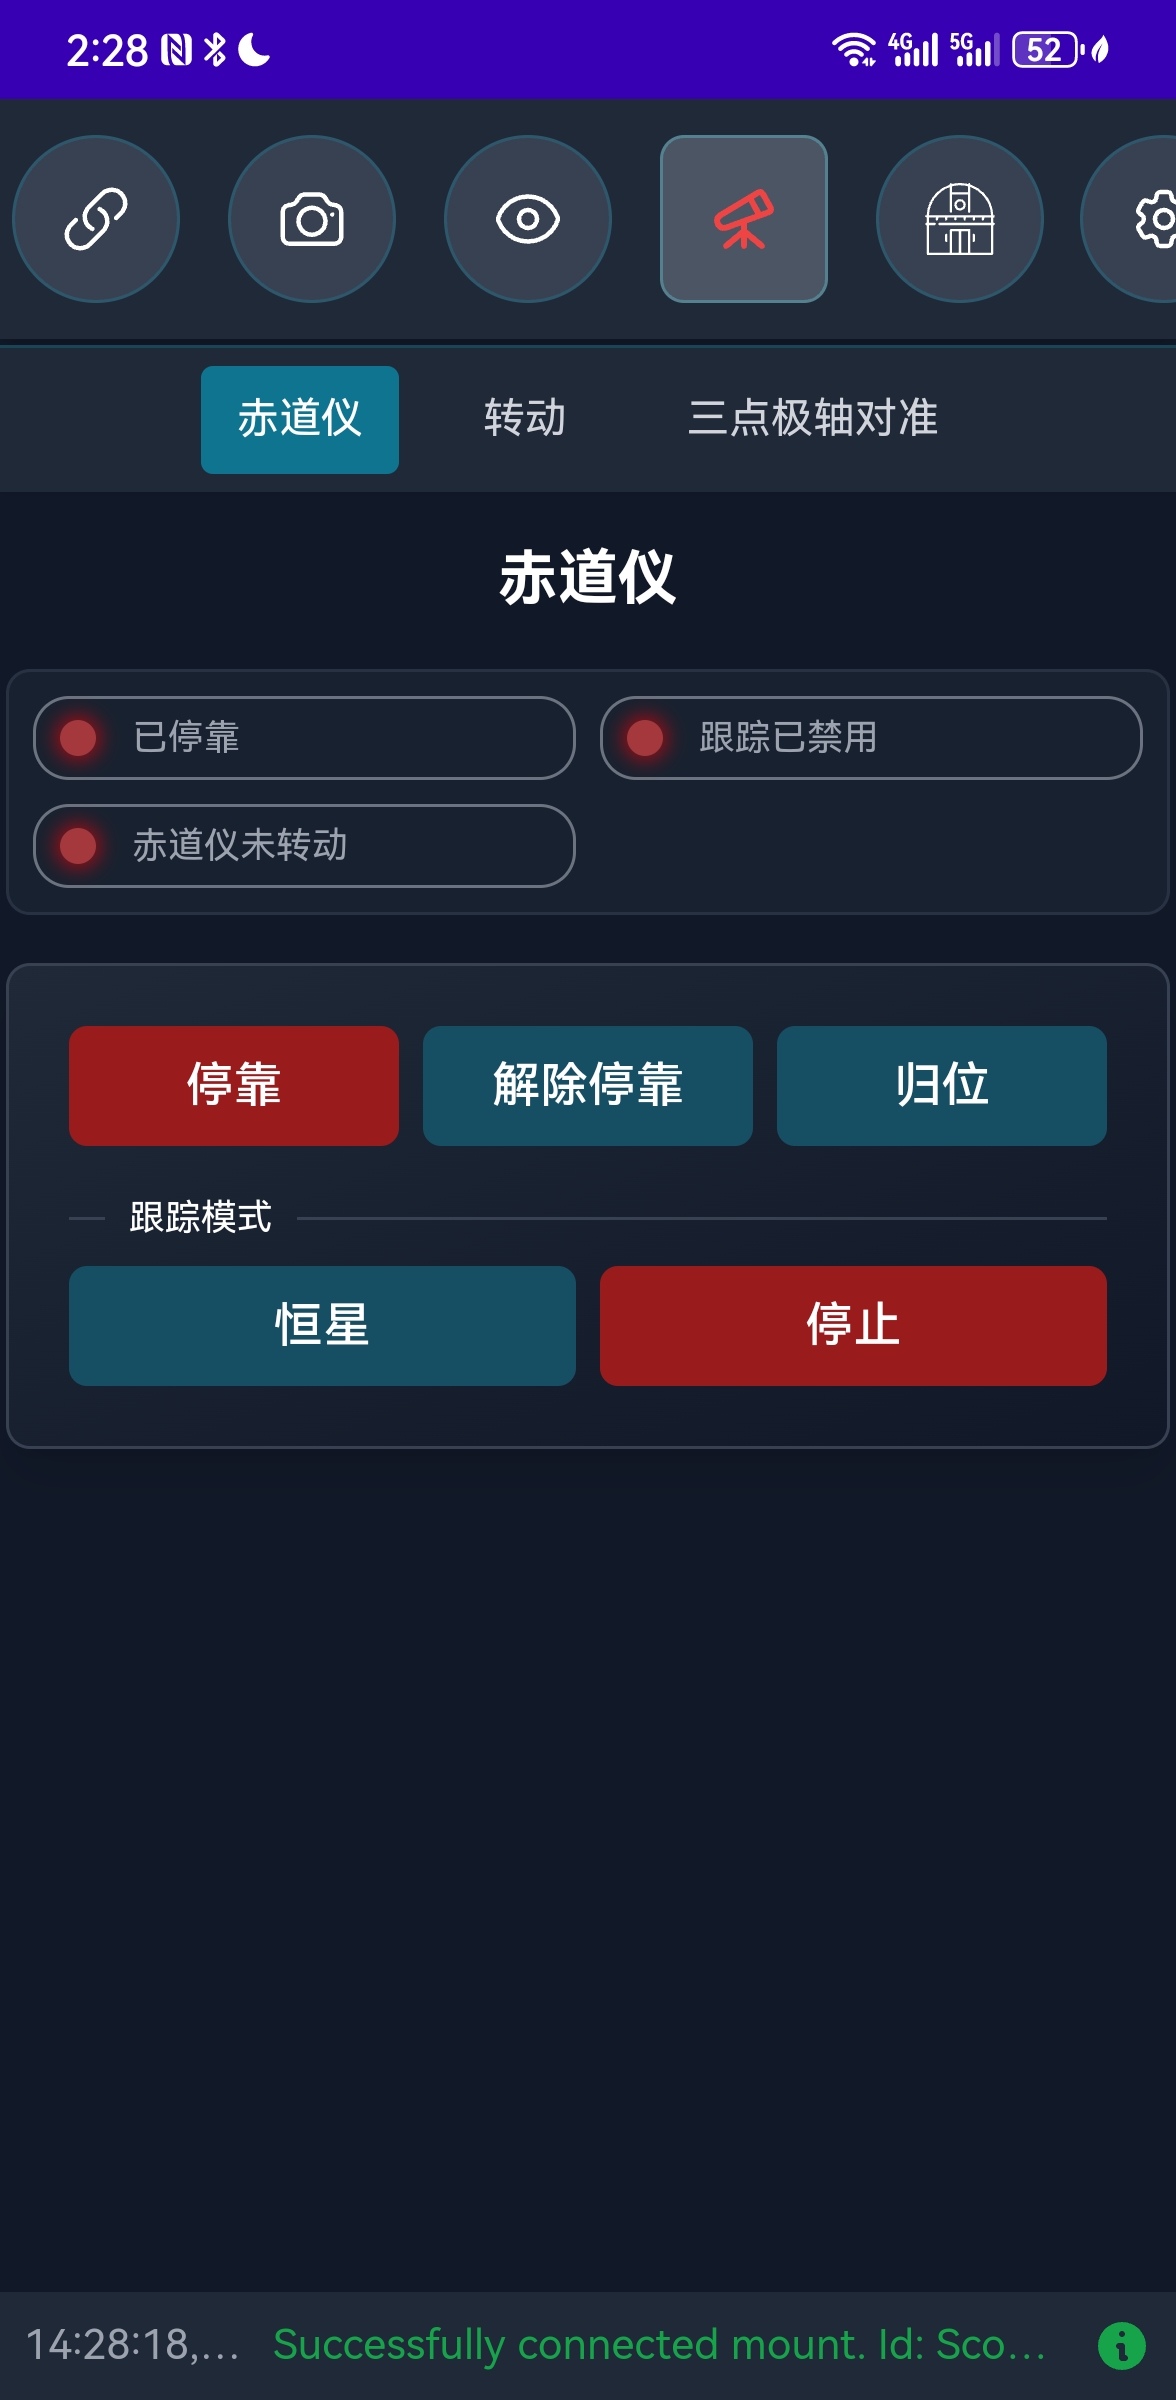 2:28 4G 5G 52
赤道仪 转动 三点极轴对准
赤道仪
已停靠 跟踪已禁用
赤道仪未转动
停靠 解除停靠 归位
跟踪模式
恒星 停止
14:28:18,... Successfully connected mount. Id: Sco...